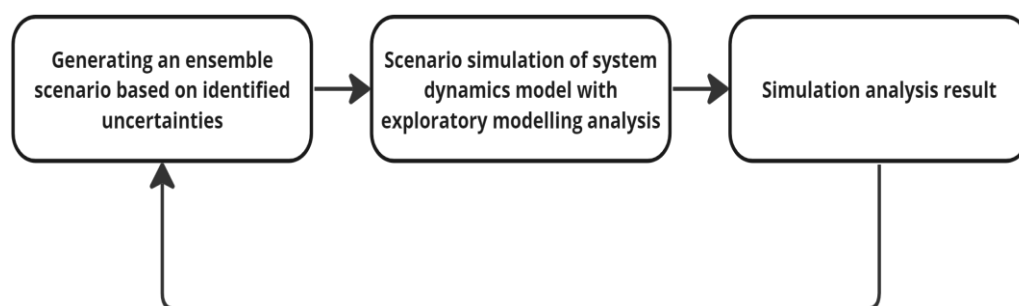 Generating an ensemble
scenario based on identified
uncertainties
Scenario simulation of system
dynamics model with
exploratory modelling analysis
Simulation analysis result